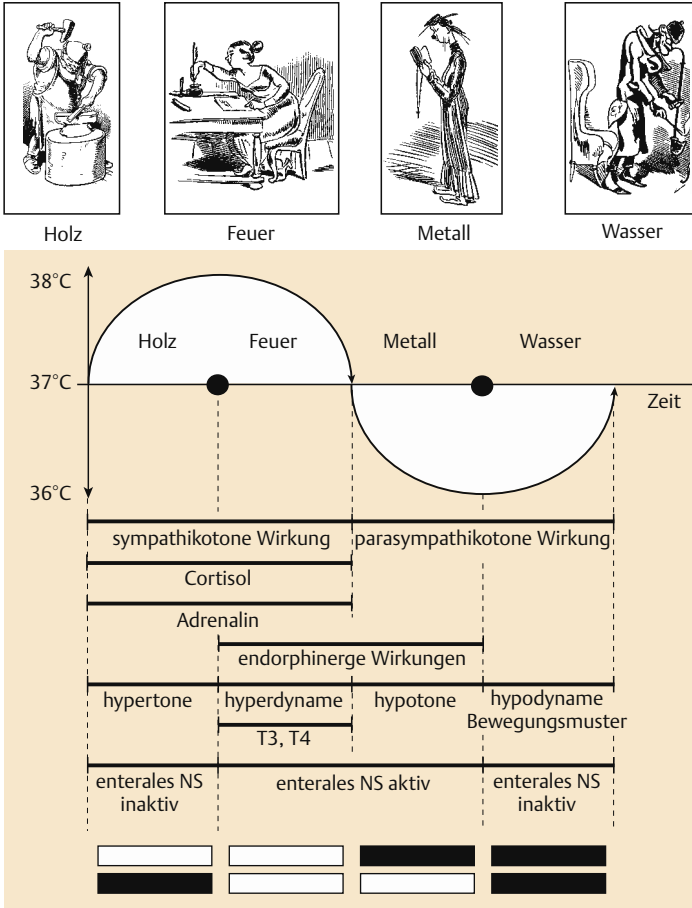 Holz
Feuer
Metall
Wasser
38°C
Holz
Feuer
Metall
Wasser
37°C
Zeit
36°C
sympathikotone Wirkung
parasympathikotone Wirkung
Cortisol
Adrenalin
endorphinerge Wirkungen
hypertone
hyperdyname
hypotone
hypodyname
Bewegungsmuster
T3, T4
enterales NS
inaktiv
enterales NS aktiv
enterales NS
inaktiv